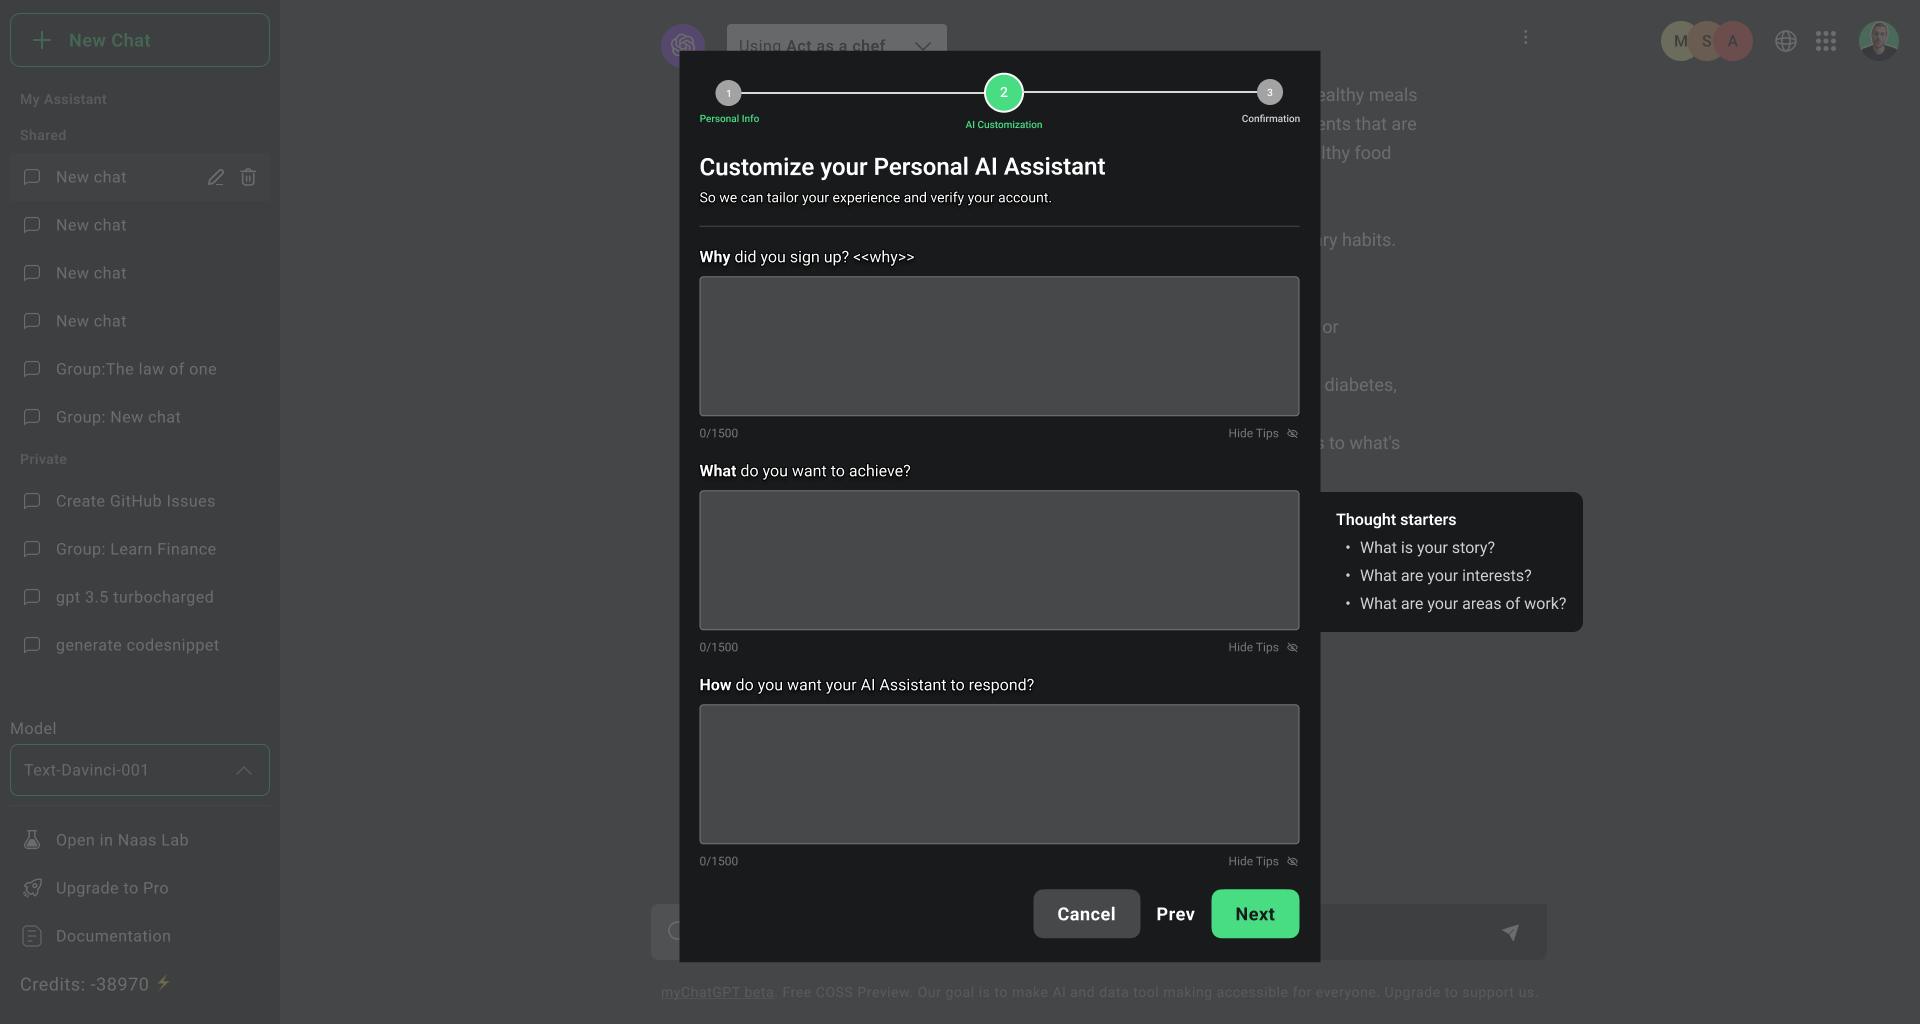 New Chat
My Assistant
Shared
New chat
New chat
New chat
New chat
Group:The law of one
Group: New chat
Private
Create GitHub Issues
Group: Learn Finance
gpt 3.5 turbocharged
generate codesnippet
Model
Text-Davinci-001
Open in Naas Lab
Upgrade to Pro
Documentation
Credits: -38970
Using Act as a chef
M S A
ealthy meals
ents that are
lthy food
ry habits.
or
diabetes,
s to what's
1
2
3
Personal Info
AI Customization
Confirmation
Customize your Personal AI Assistant
So we can tailor your experience and verify your account.
Why did you sign up? <<why>>
0/1500
Hide Tips
What do you want to achieve?
0/1500
Hide Tips
Thought starters
• What is your story?
• What are your interests?
• What are your areas of work?
How do you want your AI Assistant to respond?
0/1500
Hide Tips
Cancel
Prev
Next
myChatGPT beta. Free COSS Preview. Our goal is to make AI and data tool making accessible for everyone. Upgrade to support us.